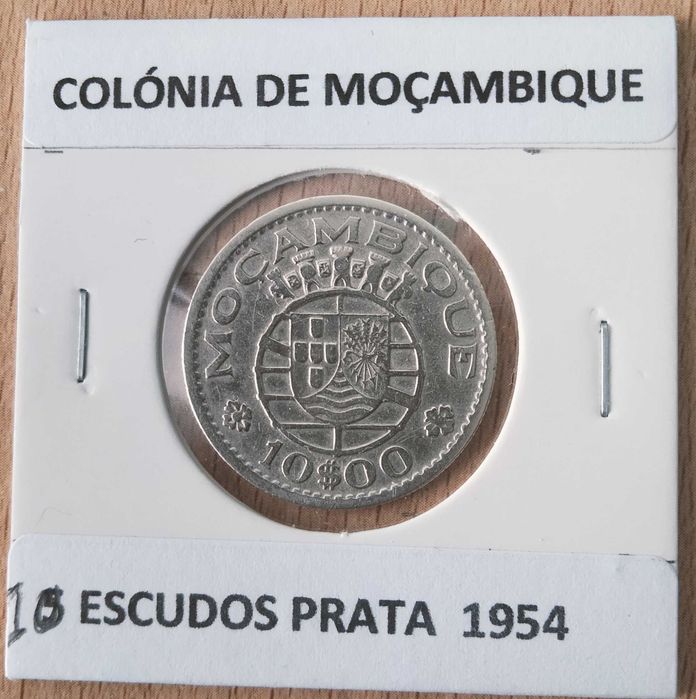 COLÓNIA DE MOÇAMBIQUE
MOÇAMBIQUE
10$00
10 ESCUDOS PRATA 1954